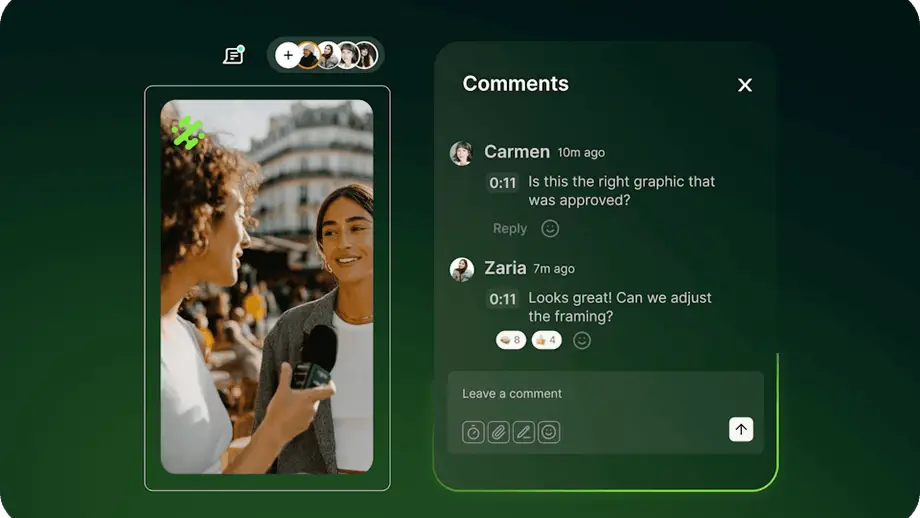 Comments
X
Carmen 10m ago
0:11 Is this the right graphic that
was approved?
Reply
Zaria 7m ago
0:11 Looks great! Can we adjust
the framing?
8 4
Leave a comment